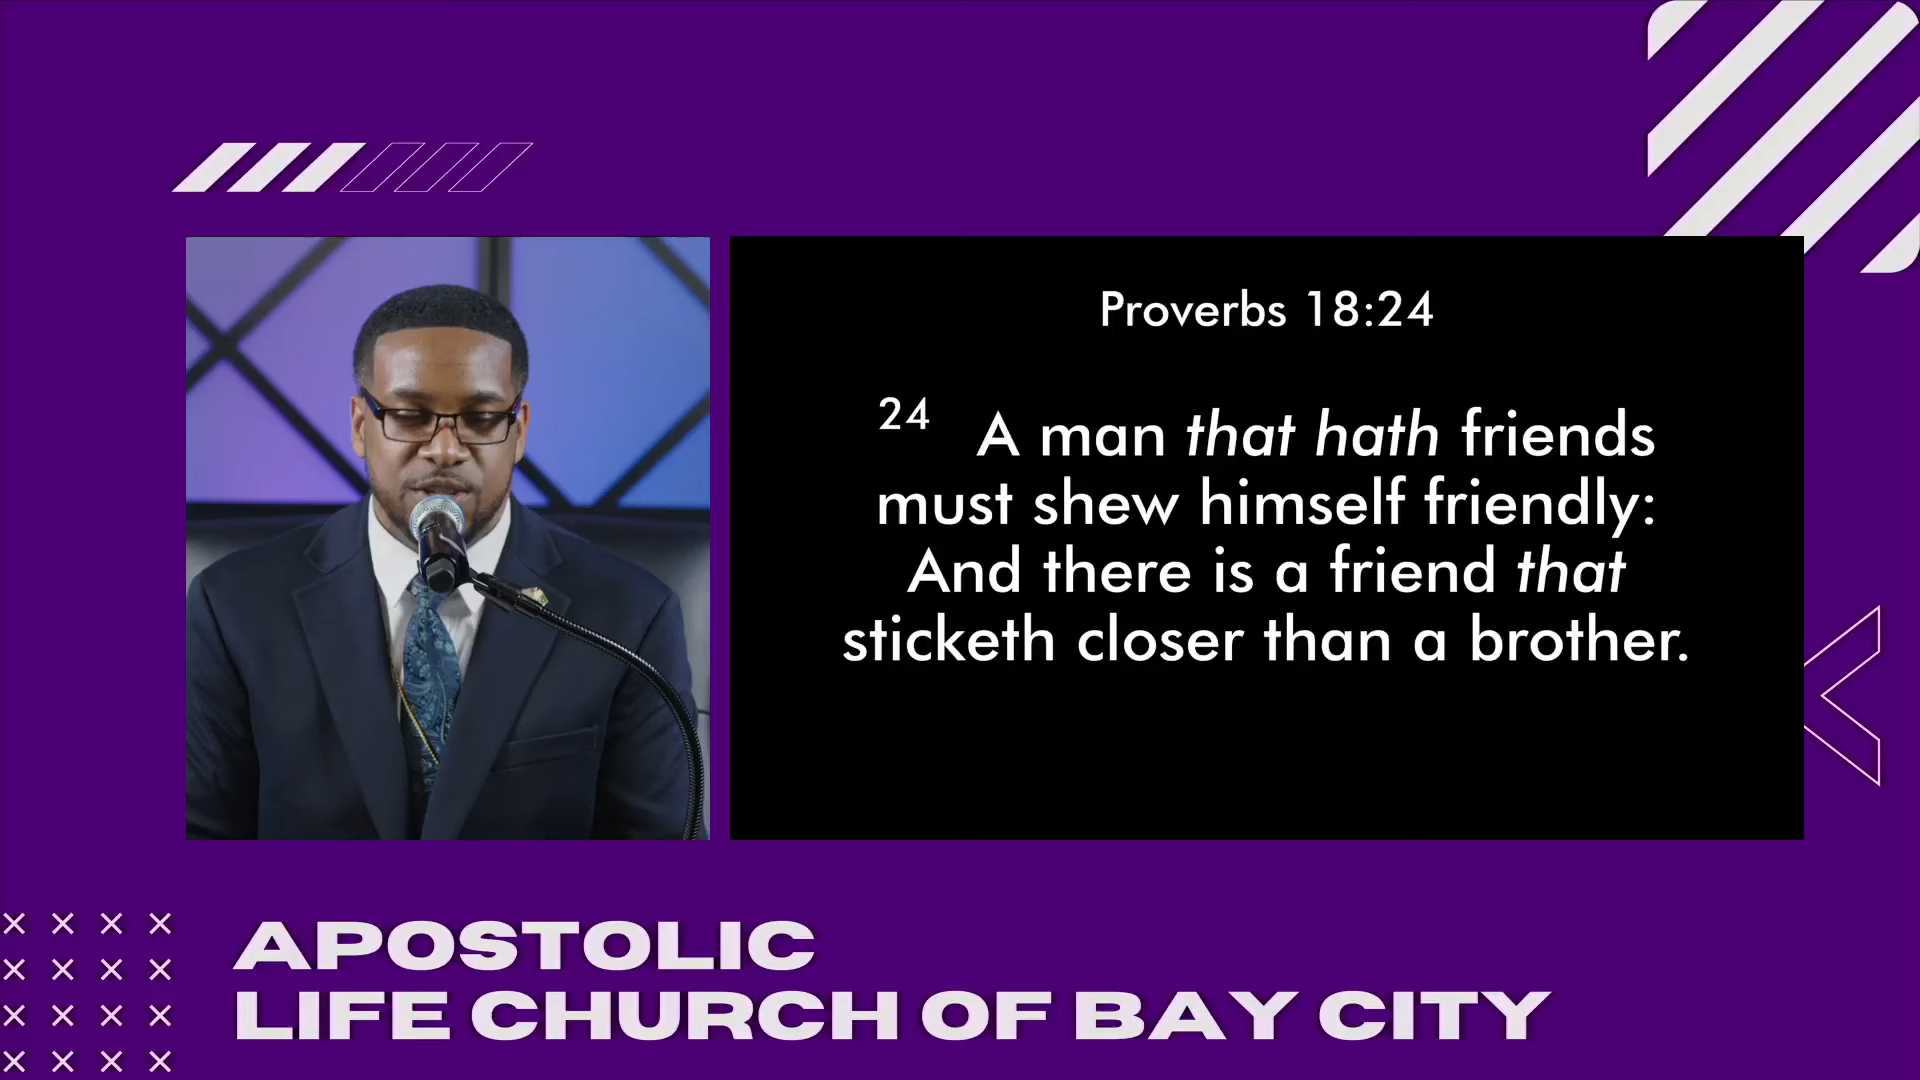 Proverbs 18:24
24 A man that hath friends
must shew himself friendly:
And there is a friend that
sticketh closer than a brother.
APOSTOLIC
LIFE CHURCH OF BAY CITY